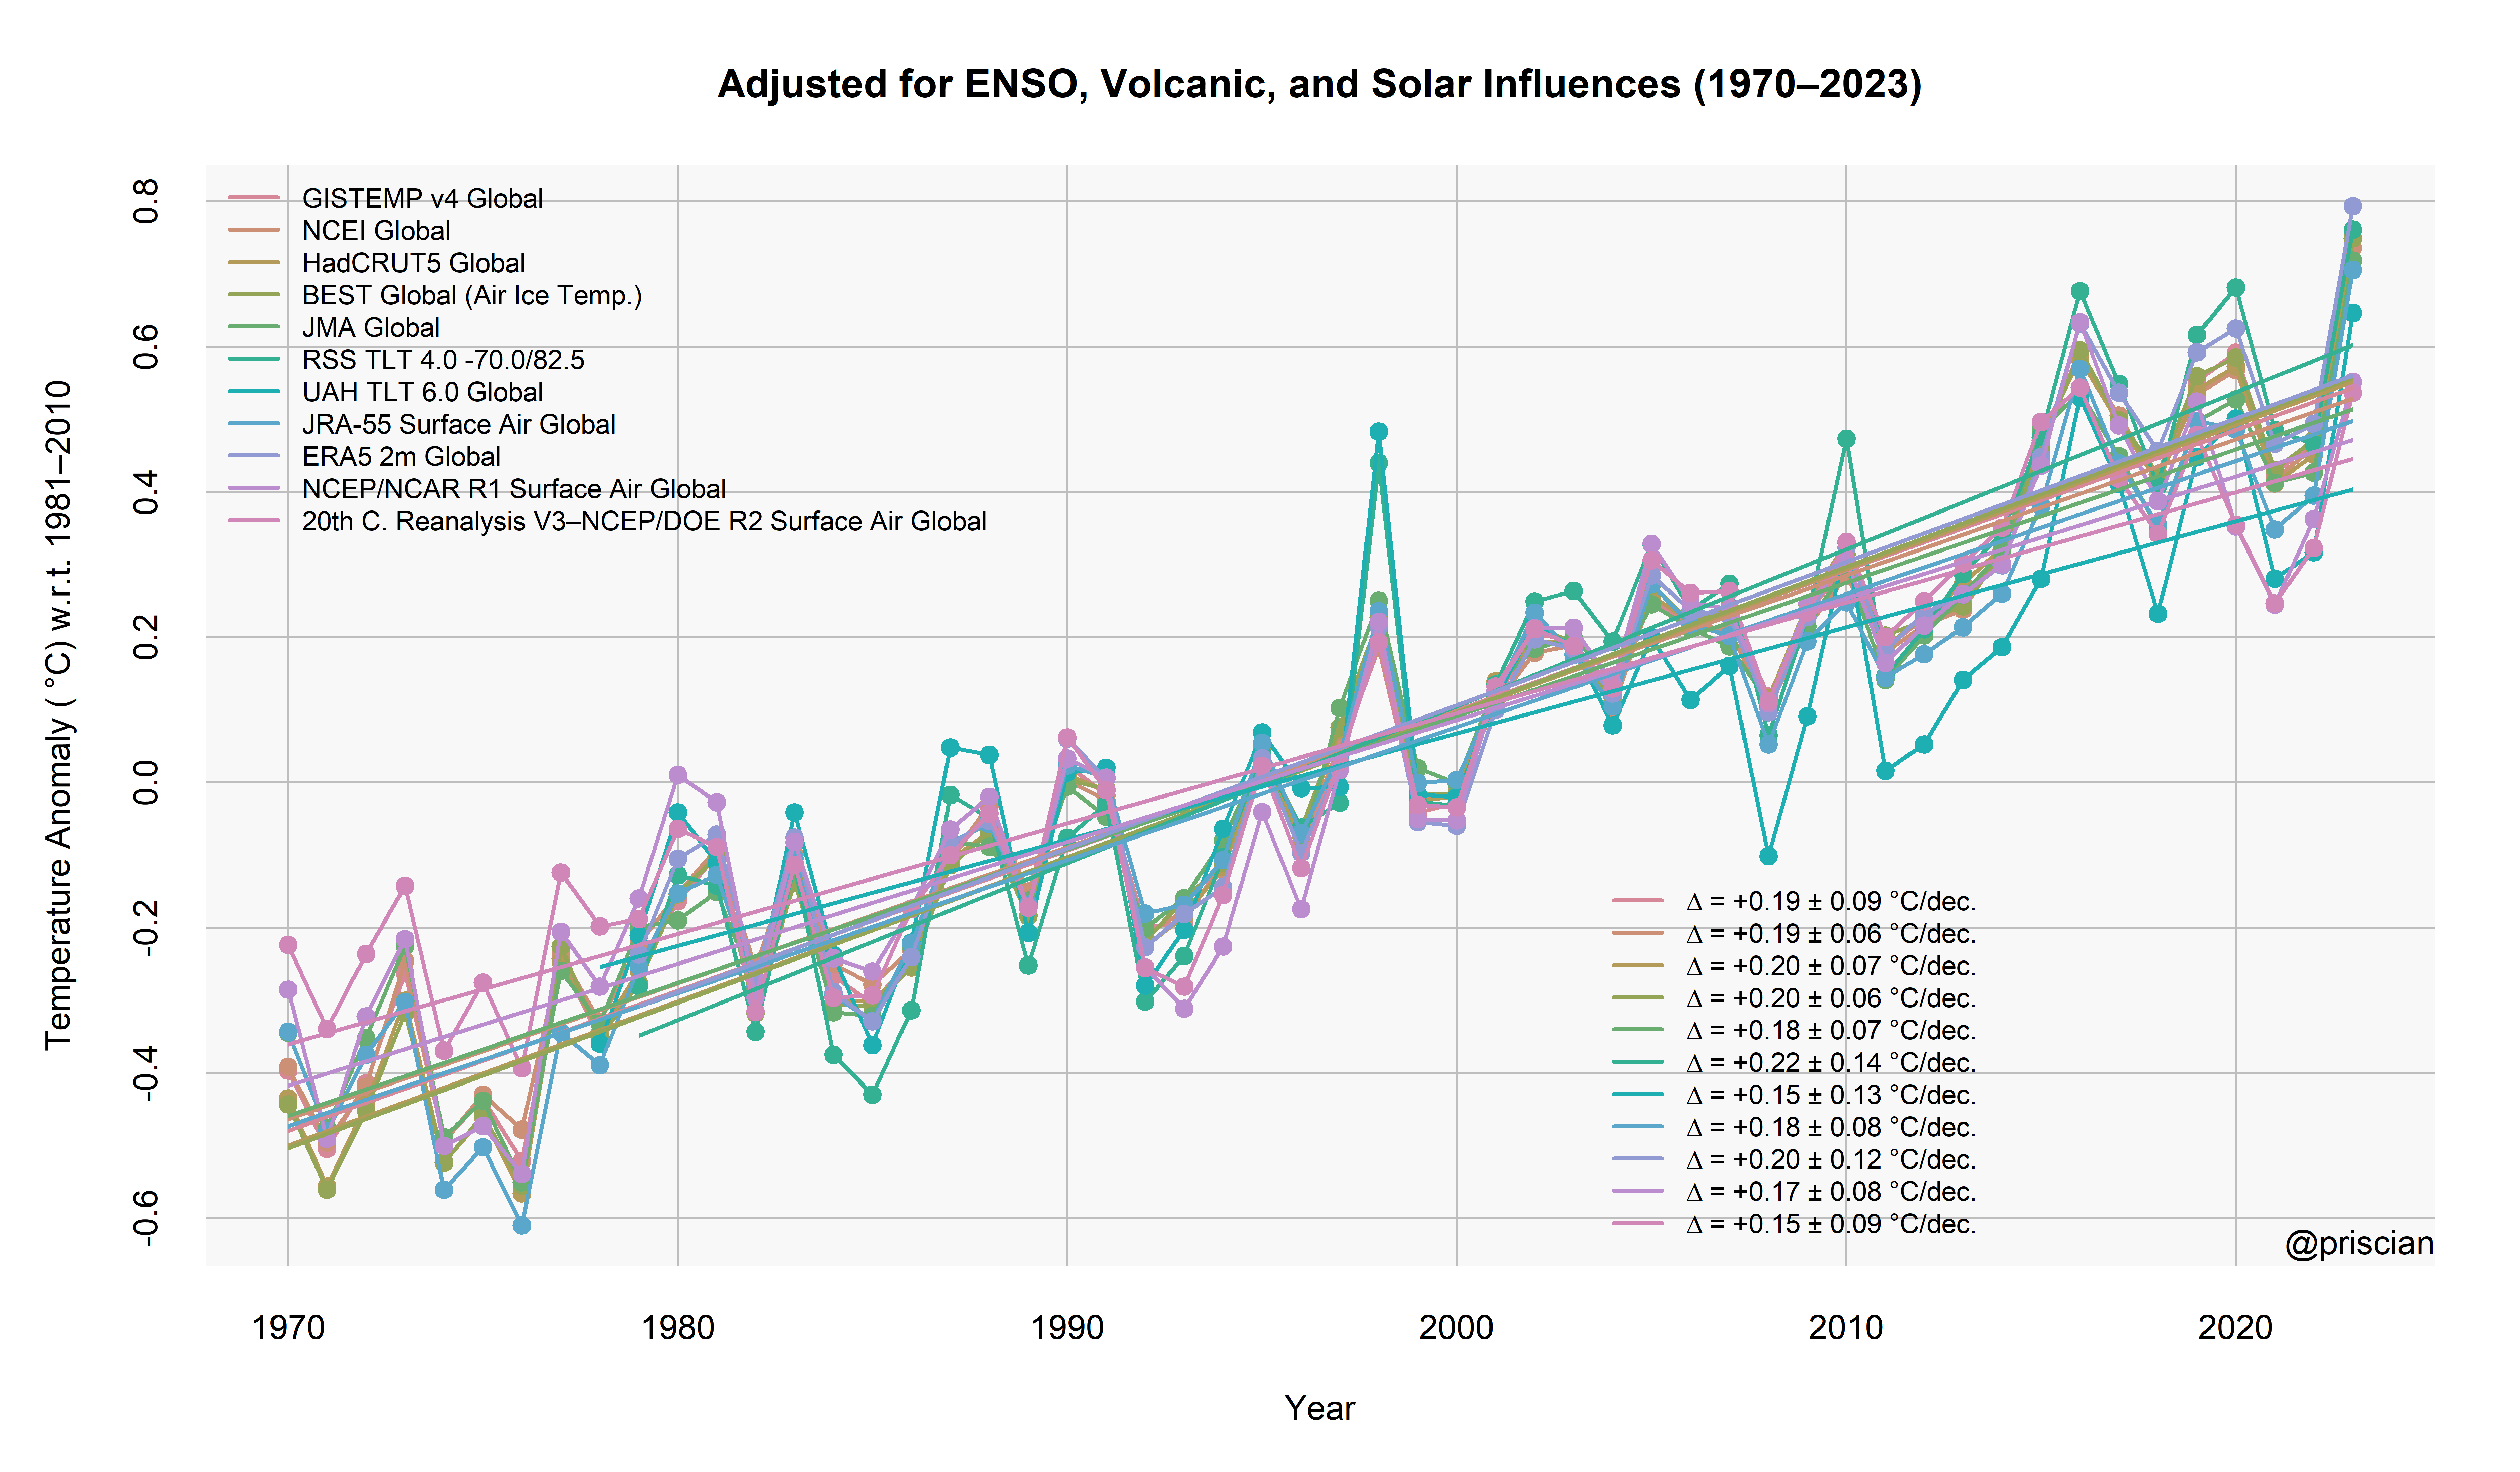 Adjusted for ENSO, Volcanic, and Solar Influences (1970–2023)
Temperature Anomaly ( °C) w.r.t. 1981–2010
0.8
0.6
0.4
0.2
0.0
-0.2
-0.4
-0.6
GISTEMP v4 Global
NCEI Global
HadCRUT5 Global
BEST Global (Air Ice Temp.)
JMA Global
RSS TLT 4.0 -70.0/82.5
UAH TLT 6.0 Global
JRA-55 Surface Air Global
ERA5 2m Global
NCEP/NCAR R1 Surface Air Global
20th C. Reanalysis V3–NCEP/DOE R2 Surface Air Global
Δ = +0.19 ± 0.09 °C/dec.
Δ = +0.19 ± 0.06 °C/dec.
Δ = +0.20 ± 0.07 °C/dec.
Δ = +0.20 ± 0.06 °C/dec.
Δ = +0.18 ± 0.07 °C/dec.
Δ = +0.22 ± 0.14 °C/dec.
Δ = +0.15 ± 0.13 °C/dec.
Δ = +0.18 ± 0.08 °C/dec.
Δ = +0.20 ± 0.12 °C/dec.
Δ = +0.17 ± 0.08 °C/dec.
Δ = +0.15 ± 0.09 °C/dec.
@priscian
1970 1980 1990 2000 2010 2020
Year